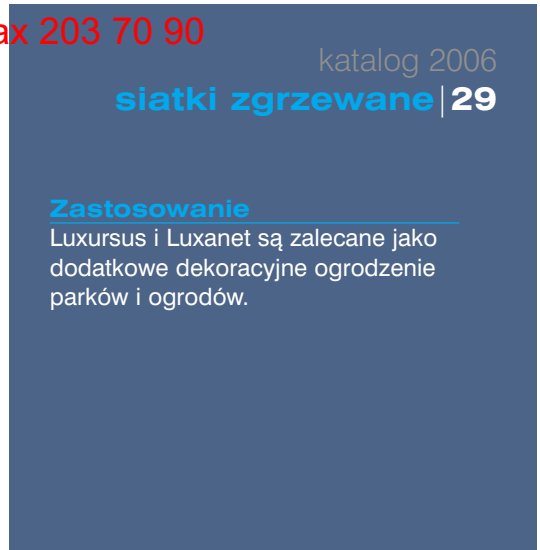 203 70 90
katalog 2006
siatki zgrzewane|29
Zastosowanie
Luxursus i Luxanet są zalecane jako
dodatkowe dekoracyjne ogrodzenie
parków i ogrodów.